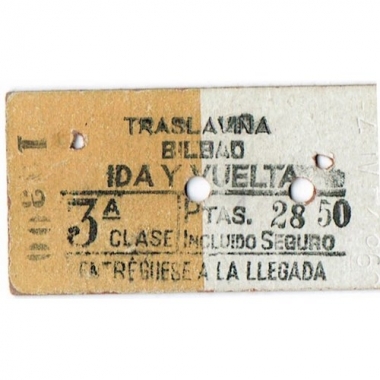 TRASLAVIÑA
BILBAO
IDA Y VUELTA
3ª PTAS. 28 50
CLASE INCLUIDO SEGURO
ENTRÉGUESE A LA LLEGADA